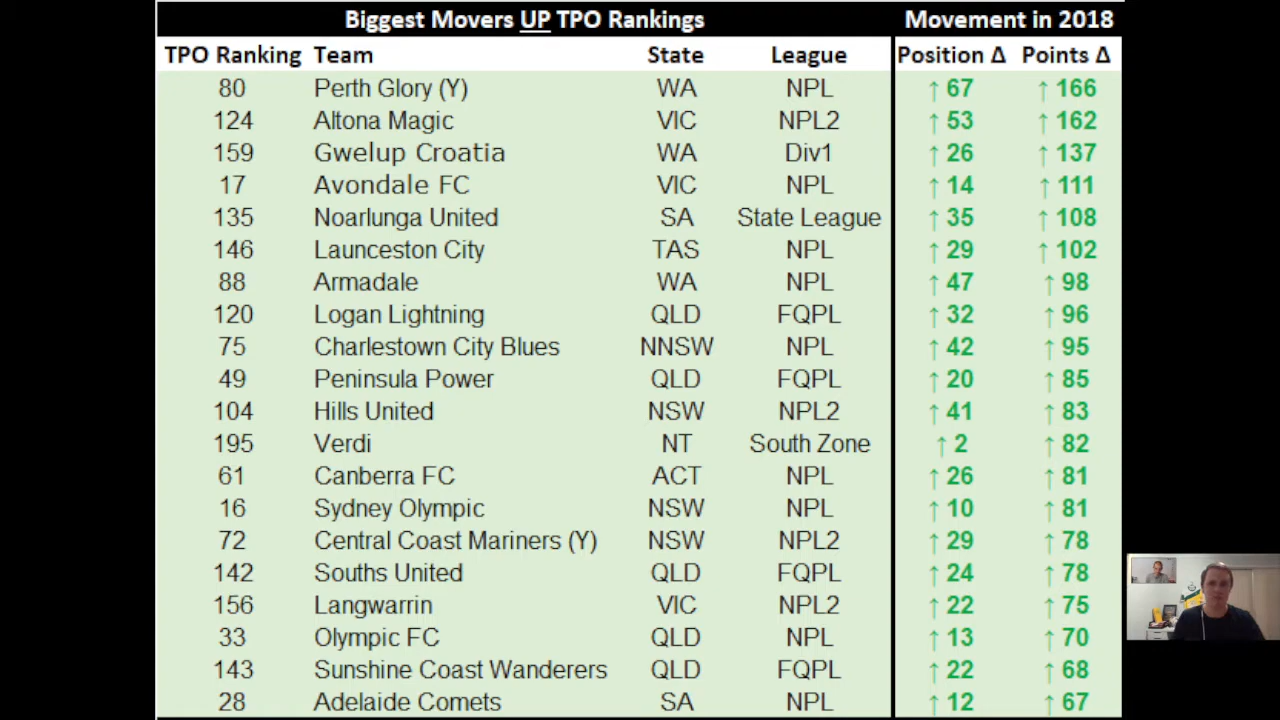 Biggest Movers UP TPO Rankings Movement in 2018
TPO Ranking Team State League Position Δ Points Δ
80 Perth Glory (Y) WA NPL ↑ 67 ↑ 166
124 Altona Magic VIC NPL2 ↑ 53 ↑ 162
159 Gwelup Croatia WA Div1 ↑ 26 ↑ 137
17 Avondale FC VIC NPL ↑ 14 ↑ 111
135 Noarlunga United SA State League ↑ 35 ↑ 108
146 Launceston City TAS NPL ↑ 29 ↑ 102
88 Armadale WA NPL ↑ 47 ↑ 98
120 Logan Lightning QLD FQPL ↑ 32 ↑ 96
75 Charlestown City Blues NNSW NPL ↑ 42 ↑ 95
49 Peninsula Power QLD FQPL ↑ 20 ↑ 85
104 Hills United NSW NPL2 ↑ 41 ↑ 83
195 Verdi NT South Zone ↑ 2 ↑ 82
61 Canberra FC ACT NPL ↑ 26 ↑ 81
16 Sydney Olympic NSW NPL ↑ 10 ↑ 81
72 Central Coast Mariners (Y) NSW NPL2 ↑ 29 ↑ 78
142 Souths United QLD FQPL ↑ 24 ↑ 78
156 Langwarrin VIC NPL2 ↑ 22 ↑ 75
33 Olympic FC QLD NPL ↑ 13 ↑ 70
143 Sunshine Coast Wanderers QLD FQPL ↑ 22 ↑ 68
28 Adelaide Comets SA NPL ↑ 12 ↑ 67